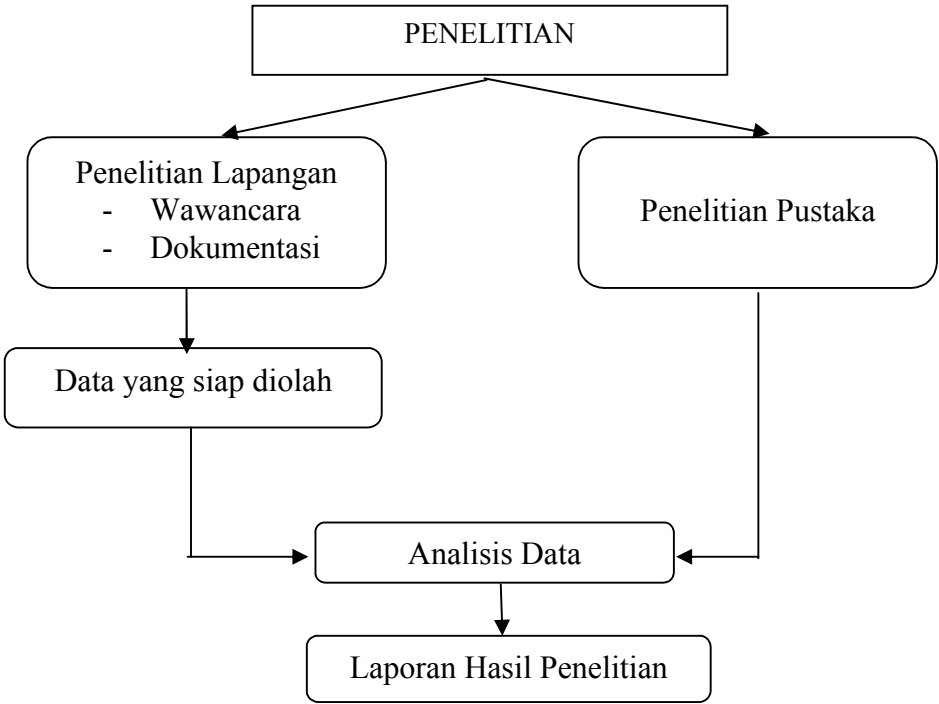 PENELITIAN
Penelitian Lapangan
- Wawancara
- Dokumentasi
Penelitian Pustaka
Data yang siap diolah
Analisis Data
Laporan Hasil Penelitian